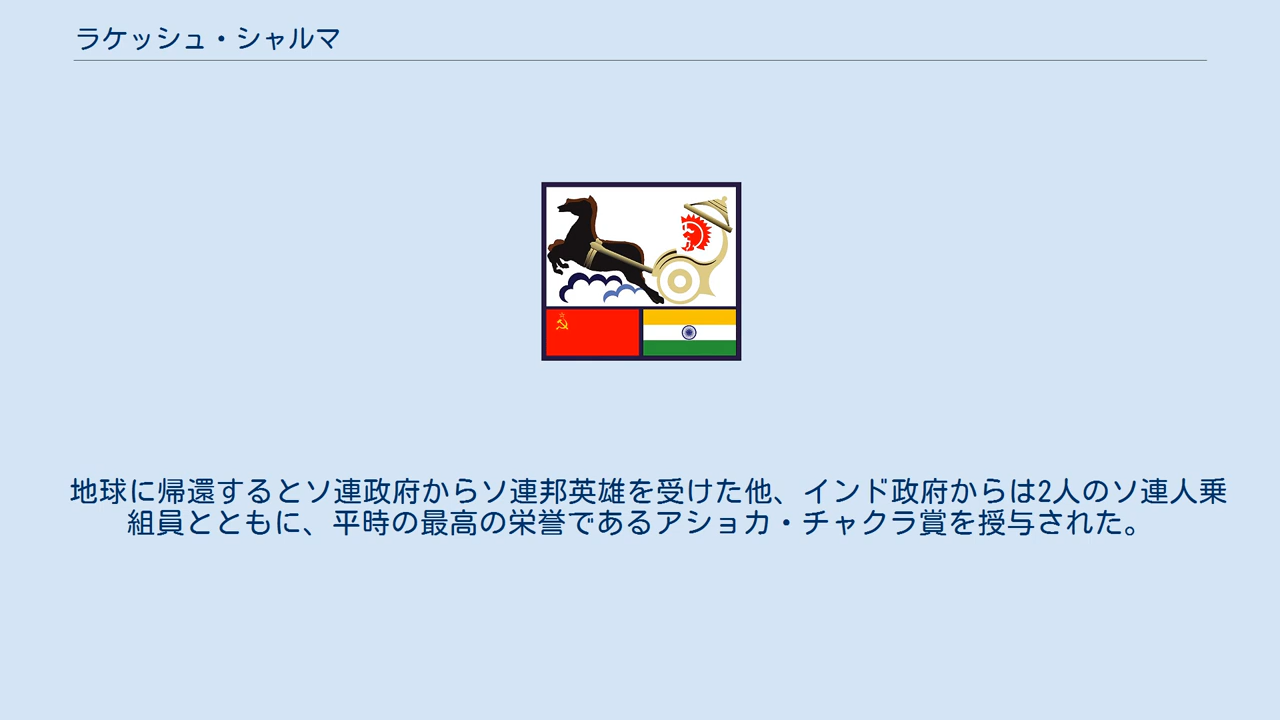 ラケッシュ・シャルマ
地球に帰還するとソ連政府からソ連邦英雄を受けた他、インド政府からは2人のソ連人乗
組員とともに、平時の最高の栄誉であるアショカ・チャクラ賞を授与された。